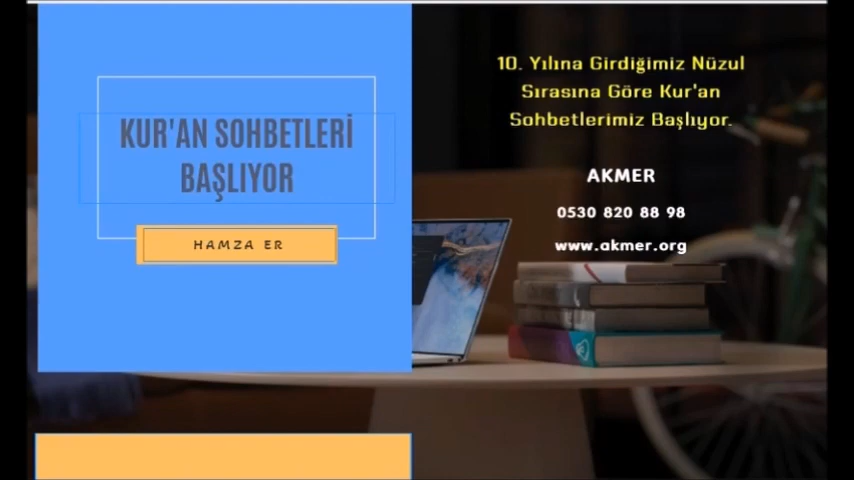 KUR'AN SOHBETLERİ
BAŞLIYOR
HAMZA ER
10. Yılına Girdiğimiz Nüzul
Sırasına Göre Kur'an
Sohbetlerimiz Başlıyor.
AKMER
0530 820 88 98
www.akmer.org